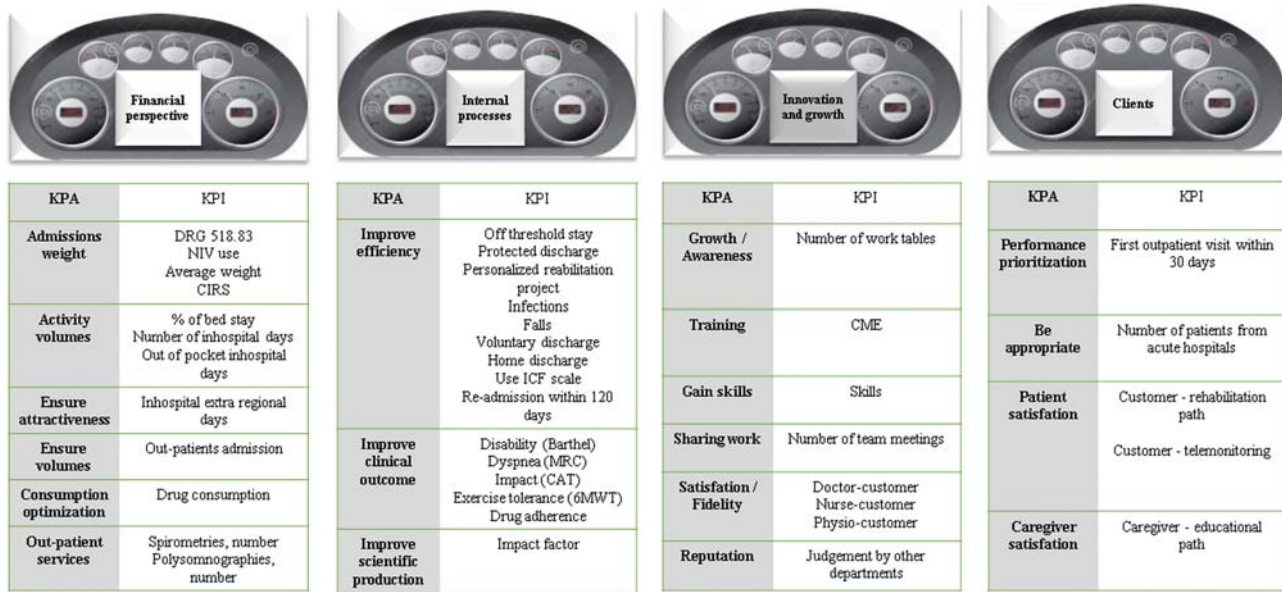 Financial
perspective
Internal
processes
Innovation
and growth
Clients
KPA KPI
Admissions
weight
DRG 518.83
NIV use
Average weight
CIRS
Activity
volumes
% of bed stay
Number of inhospital days
Out of pocket inhospital
days
Ensure
attractiveness
Inhospital extra regional
days
Ensure
volumes
Out-patients admission
Consumption
optimization
Drug consumption
Out-patient
services
Spirometries, number
Polysomnographies,
number
KPA KPI
Improve
efficiency
Off threshold stay
Protected discharge
Personalized reabilitation
project
Infections
Falls
Voluntary discharge
Home discharge
Use ICF scale
Re-admission within 120
days
Improve
clinical
outcome
Disability (Barthel)
Dyspnea (MRC)
Impact (CAT)
Exercise tolerance (6MWT)
Drug adherence
Improve
scientific
production
Impact factor
KPA KPI
Growth /
Awareness
Number of work tables
Training
CME
Gain skills
Skills
Sharing work
Number of team meetings
Satisfaction /
Fidelity
Doctor-customer
Nurse-customer
Physio-customer
Reputation
Judgement by other
departments
KPA KPI
Performance
prioritization
First outpatient visit within
30 days
Be
appropriate
Number of patients from
acute hospitals
Patient
satisfaction
Customer - rehabilitation
path
Customer - telemonitoring
Caregiver
satisfaction
Caregiver - educational
path